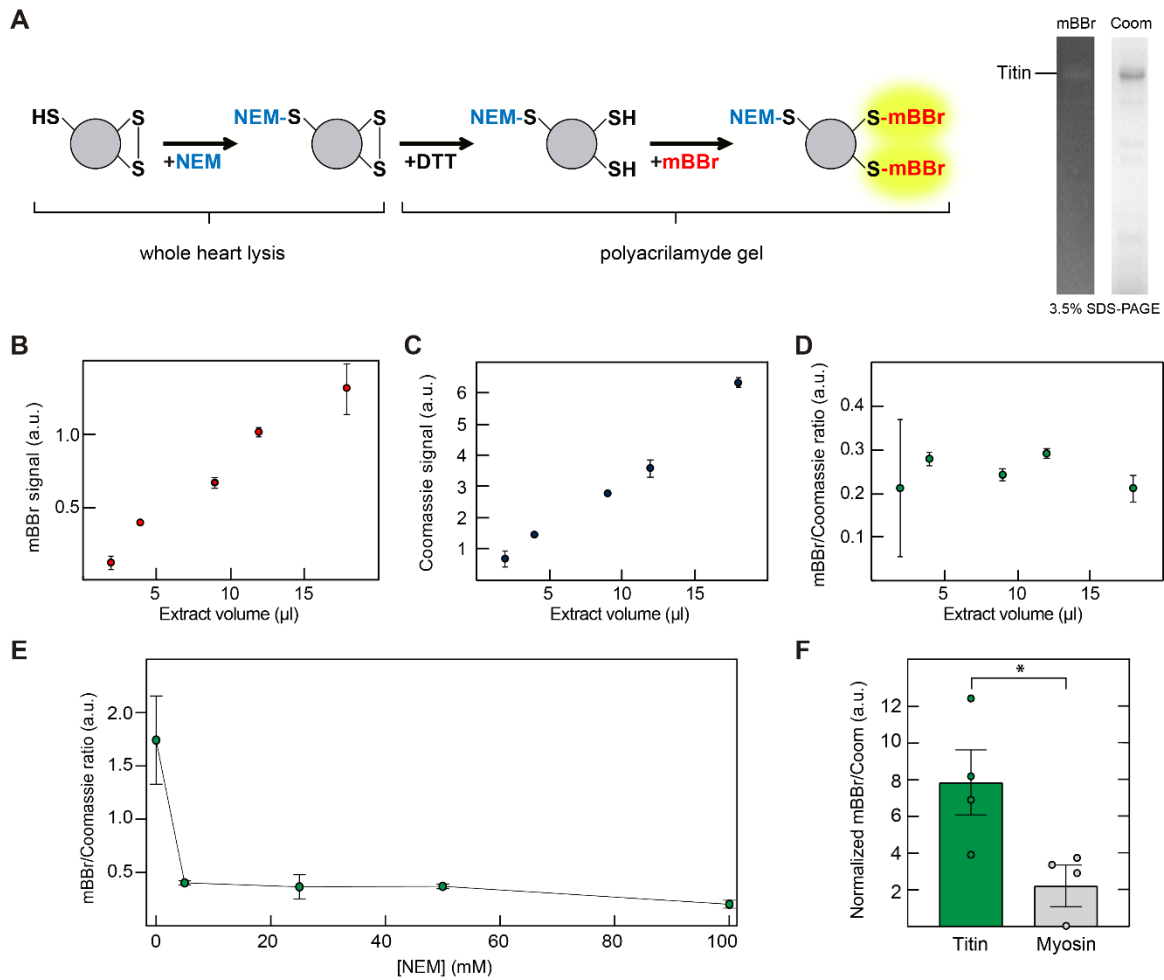 A
HS
S
S
+NEM
NEM-S
S
S
+DTT
NEM-S
SH
SH
+mBBr
NEM-S
S-mBBr
S-mBBr
whole heart lysis
polyacrilamyde gel
mBBr
Coom
Titin
3.5% SDS-PAGE
B
mBBr signal (a.u.)
1.0
0.5
5
10
15
Extract volume (µl)
C
Coomassie signal (a.u.)
6
5
4
3
2
1
5
10
15
Extract volume (µl)
D
mBBr/Coomassie ratio (a.u.)
0.4
0.3
0.2
0.1
5
10
15
Extract volume (µl)
E
mBBr/Coomassie ratio (a.u.)
2.0
1.5
1.0
0.5
0
20
40
60
80
100
[NEM] (mM)
F
Normalized mBBr/Coom (a.u.)
12
10
8
6
4
2
*
Titin
Myosin